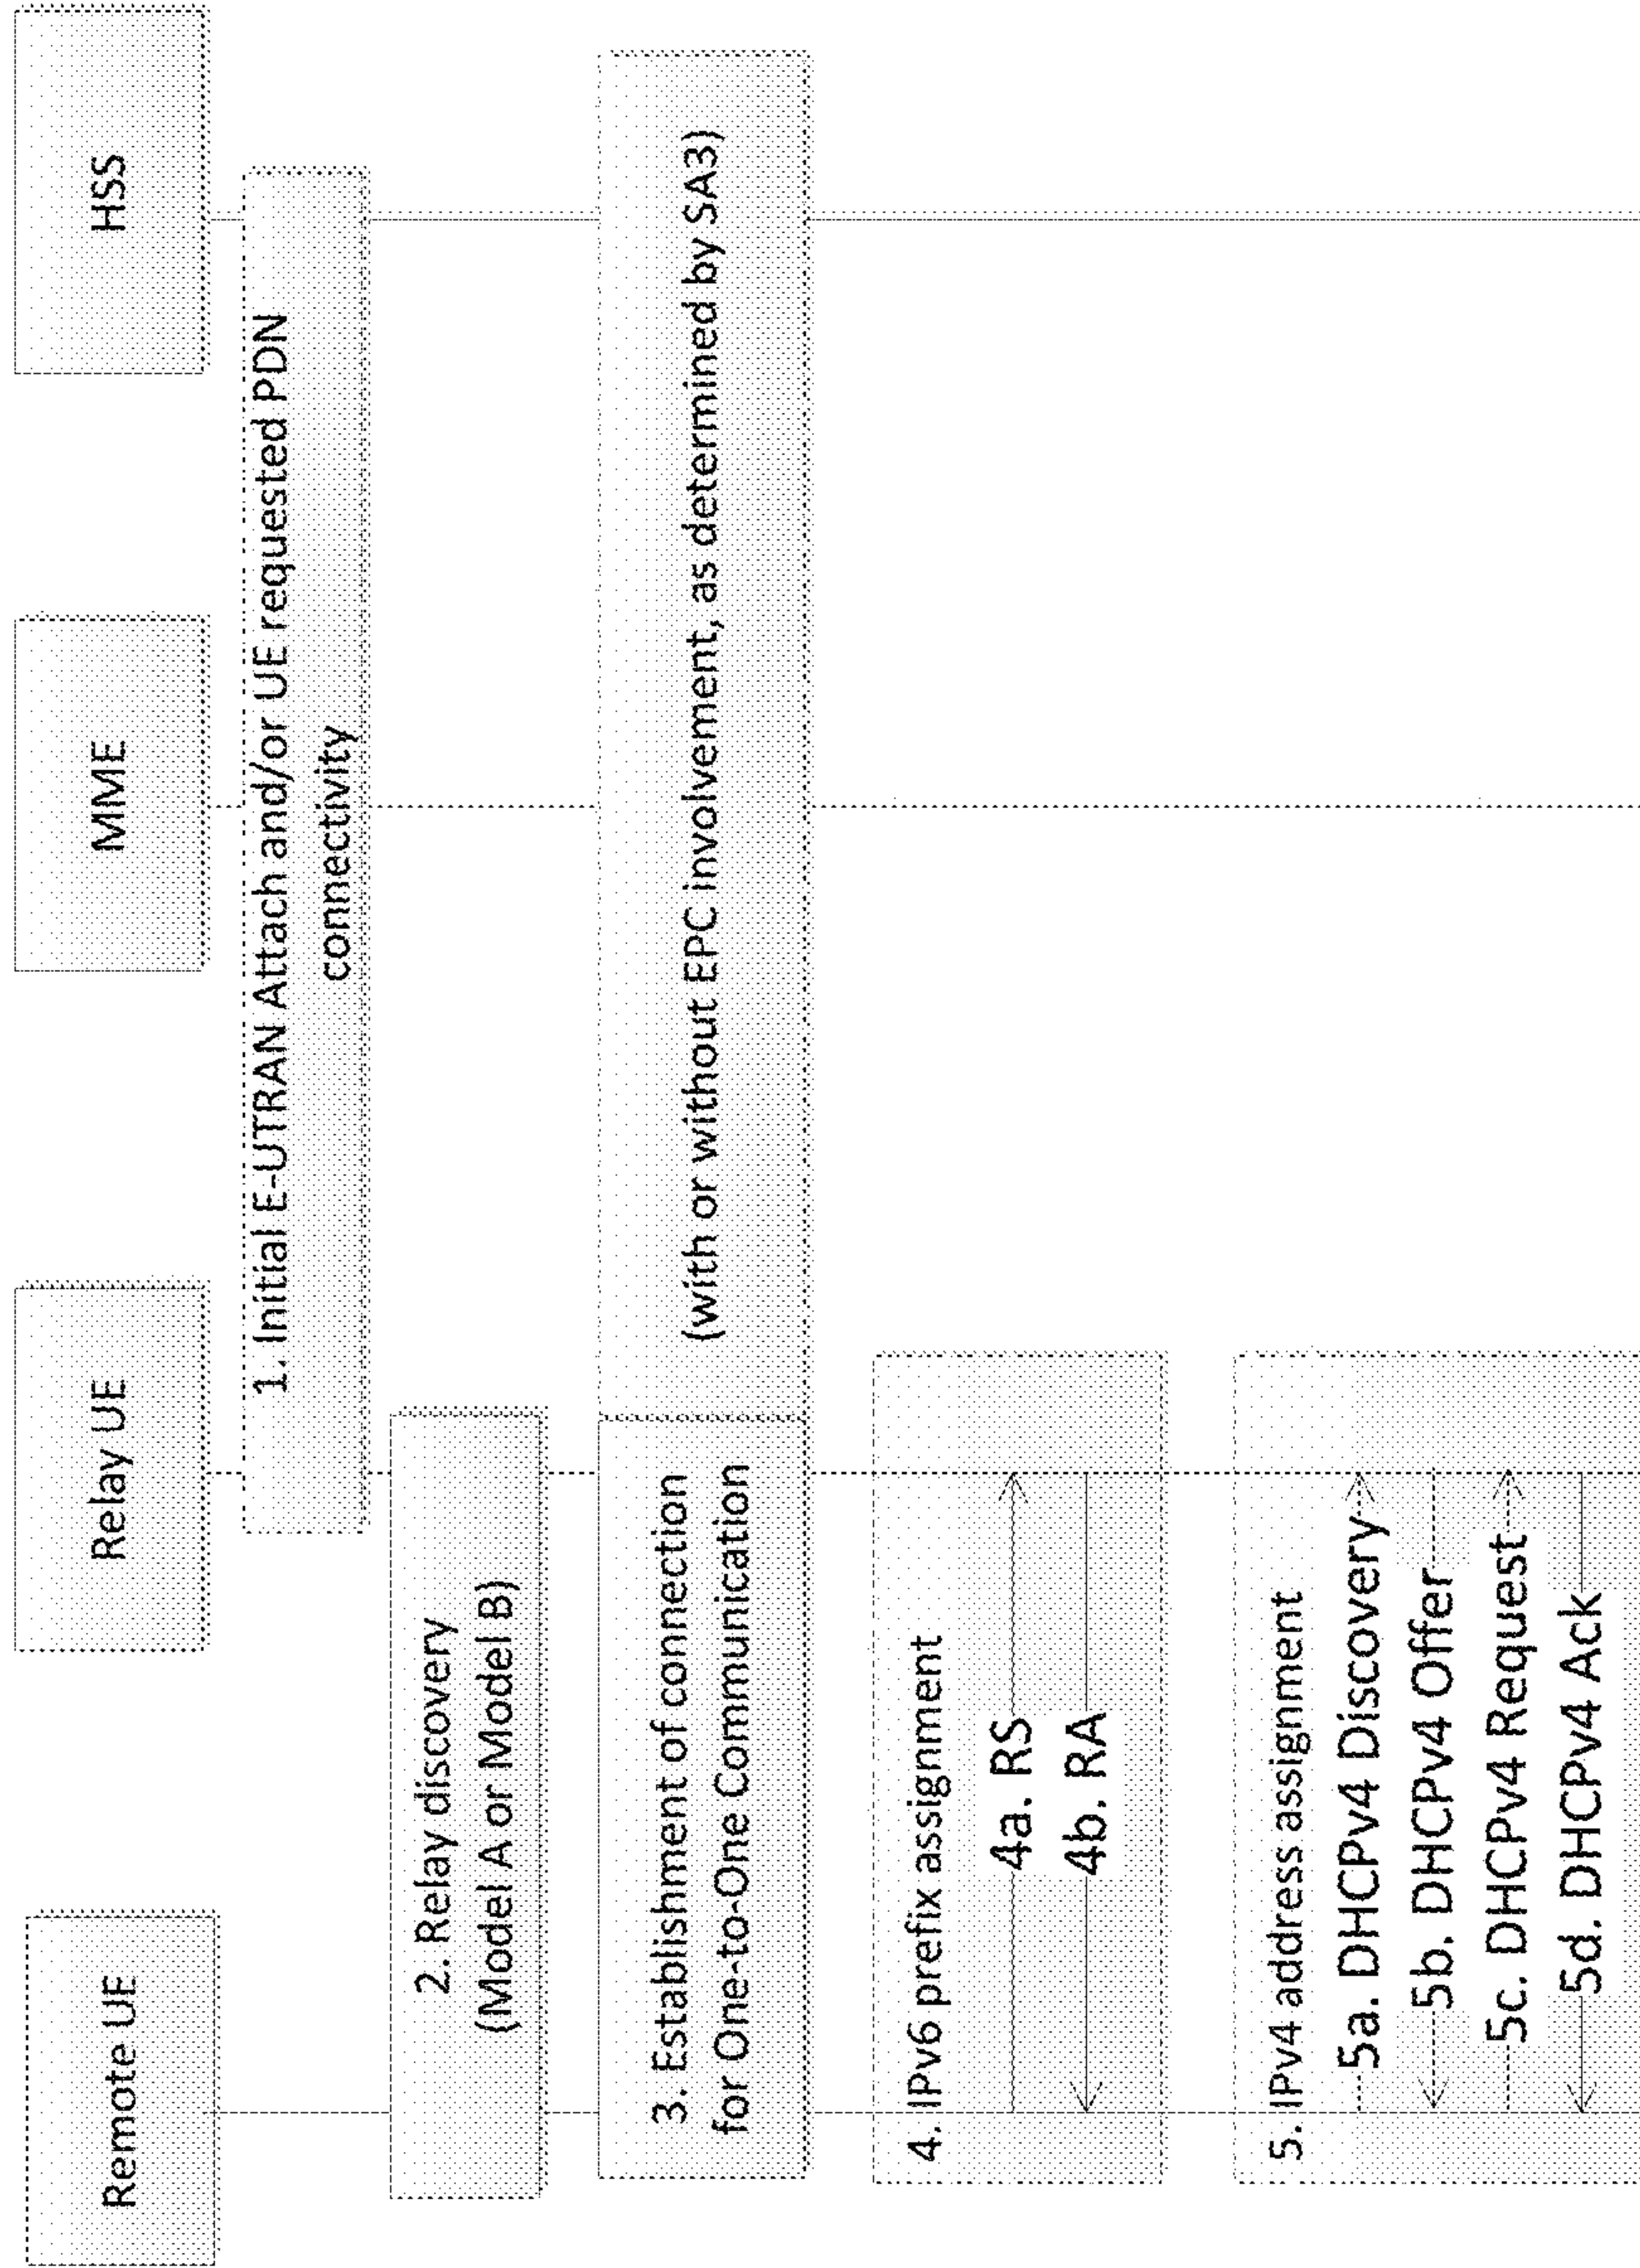 Remote UE
Relay UE
MME
HSS
1. Initial E-UTRAN Attach and/or UE requested PDN
connectivity
2. Relay discovery
(Model A or Model B)
3. Establishment of connection
for One-to-One Communication
(with or without EPC involvement, as determined by SA3)
4. IPv6 prefix assignment
4a. RS
4b. RA
5. IPv4 address assignment
5a. DHCPv4 Discovery
5b. DHCPv4 Offer
5c. DHCPv4 Request
5d. DHCPv4 Ack